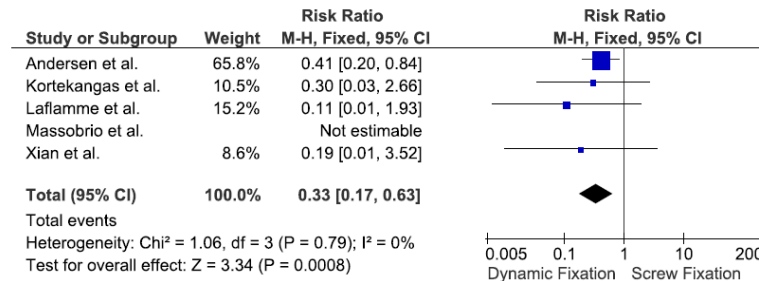 Risk Ratio Risk Ratio
Study or Subgroup Weight M-H, Fixed, 95% CI M-H, Fixed, 95% CI
Andersen et al. 65.8% 0.41 [0.20, 0.84]
Kortekangas et al. 10.5% 0.30 [0.03, 2.66]
Laflamme et al. 15.2% 0.11 [0.01, 1.93]
Massobrio et al. Not estimable
Xian et al. 8.6% 0.19 [0.01, 3.52]
Total (95% CI) 100.0% 0.33 [0.17, 0.63]
Total events
Heterogeneity: Chi² = 1.06, df = 3 (P = 0.79); I² = 0%
Test for overall effect: Z = 3.34 (P = 0.0008)
0.005 0.1 1 10 200
Dynamic Fixation Screw Fixation